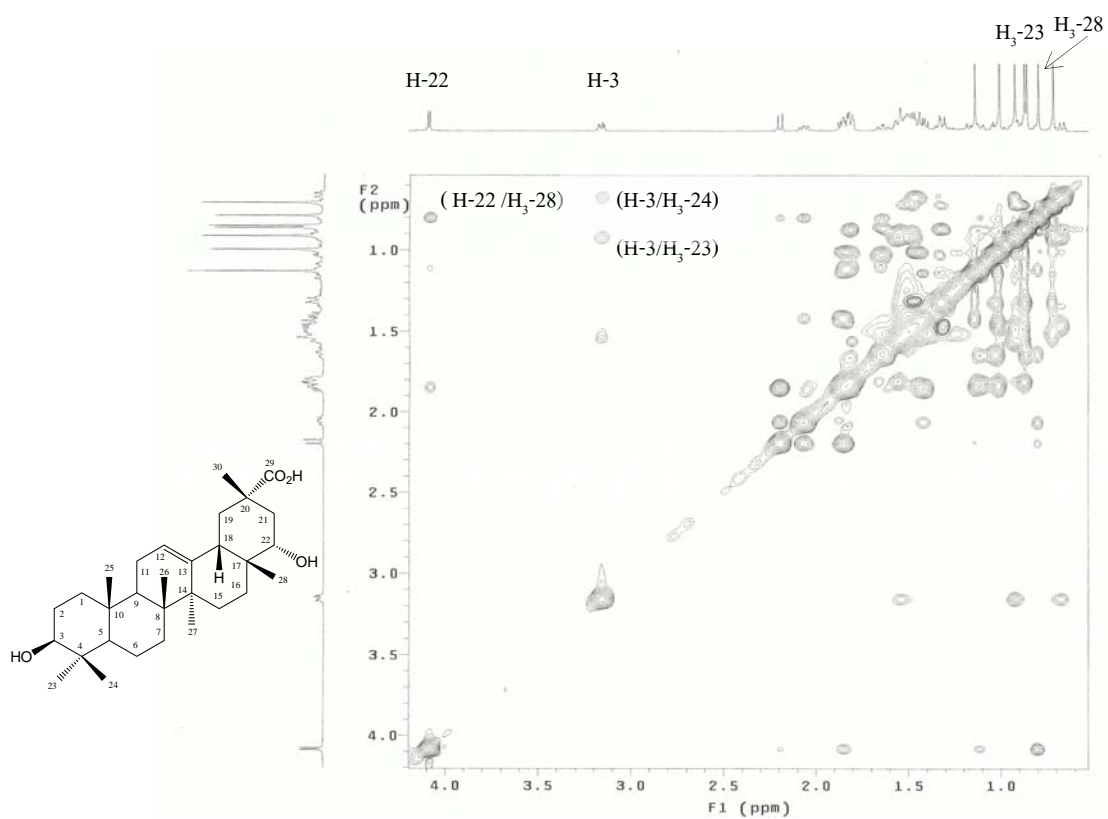 H₃-23 H₃-28
H-22 H-3
F2
(ppm)
( H-22 /H₃-28) (H-3/H₃-24)
(H-3/H₃-23)
1.0
1.5
2.0
2.5
3.0
3.5
4.0
4.0 3.5 3.0 2.5 2.0 1.5 1.0
F1 (ppm)
30 29
CO₂H
20
19 21
18 22
12 OH
25 11 26 13 17
H 28
1 9 14 16
2 10 8 15
3 5 7 27
HO 4 6
23 24